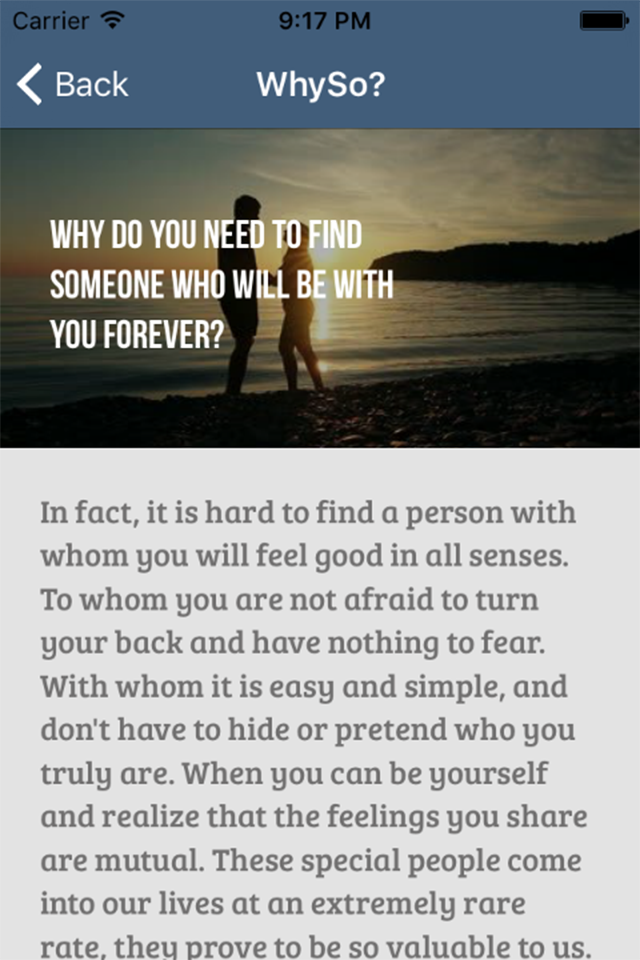 Carrier 9:17 PM
Back WhySo?
WHY DO YOU NEED TO FIND
SOMEONE WHO WILL BE WITH
YOU FOREVER?
In fact, it is hard to find a person with
whom you will feel good in all senses.
To whom you are not afraid to turn
your back and have nothing to fear.
With whom it is easy and simple, and
don't have to hide or pretend who you
truly are. When you can be yourself
and realize that the feelings you share
are mutual. These special people come
into our lives at an extremely rare
rate, they prove to be so valuable to us.